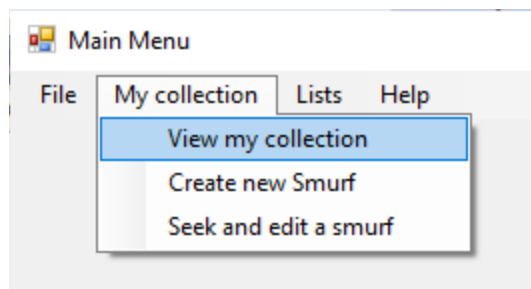 Main Menu
File My collection Lists Help
View my collection
Create new Smurf
Seek and edit a smurf